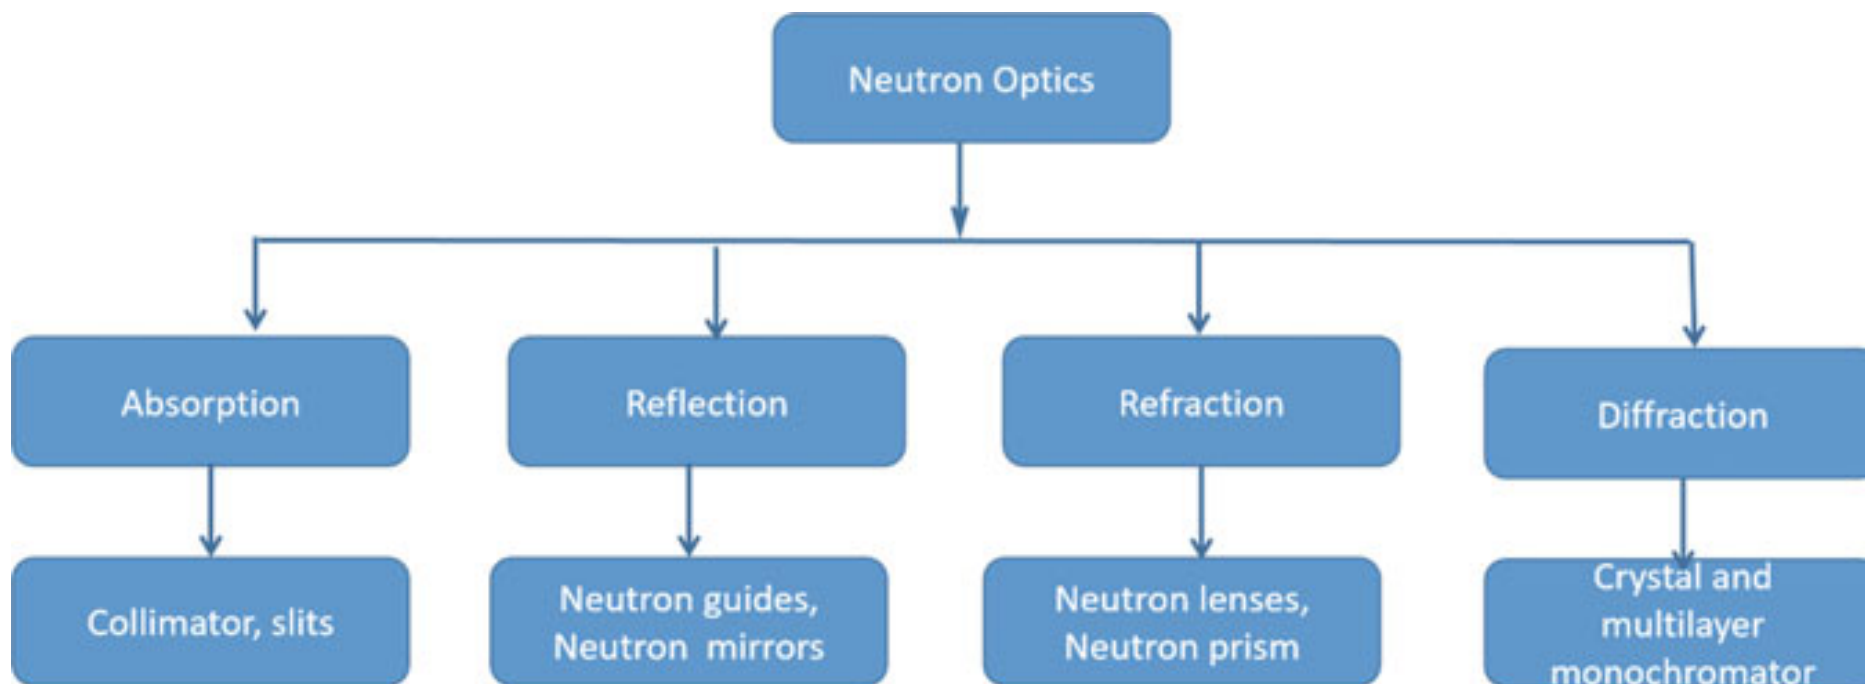 Neutron Optics
Absorption
Reflection
Refraction
Diffraction
Collimator, slits
Neutron guides,
Neutron mirrors
Neutron lenses,
Neutron prism
Crystal and
multilayer
monochromator